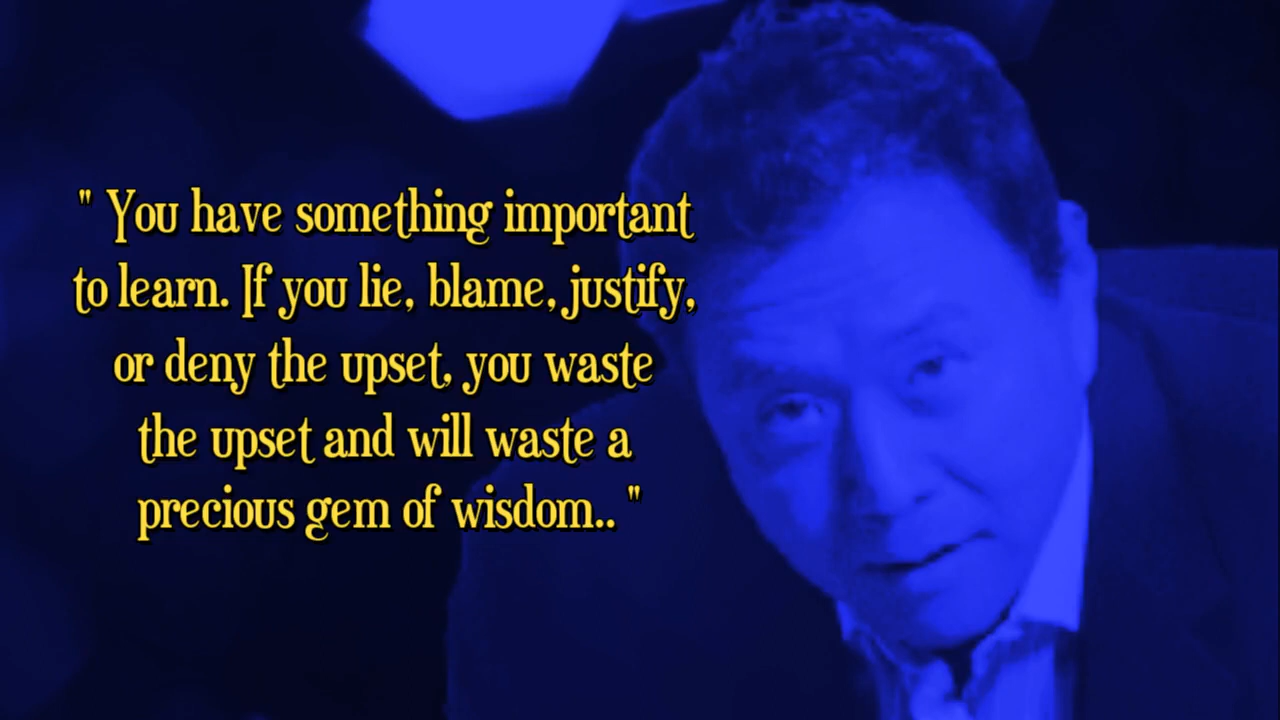 " You have something important
to learn. If you lie, blame, justify,
or deny the upset, you waste
the upset and will waste a
precious gem of wisdom.. "